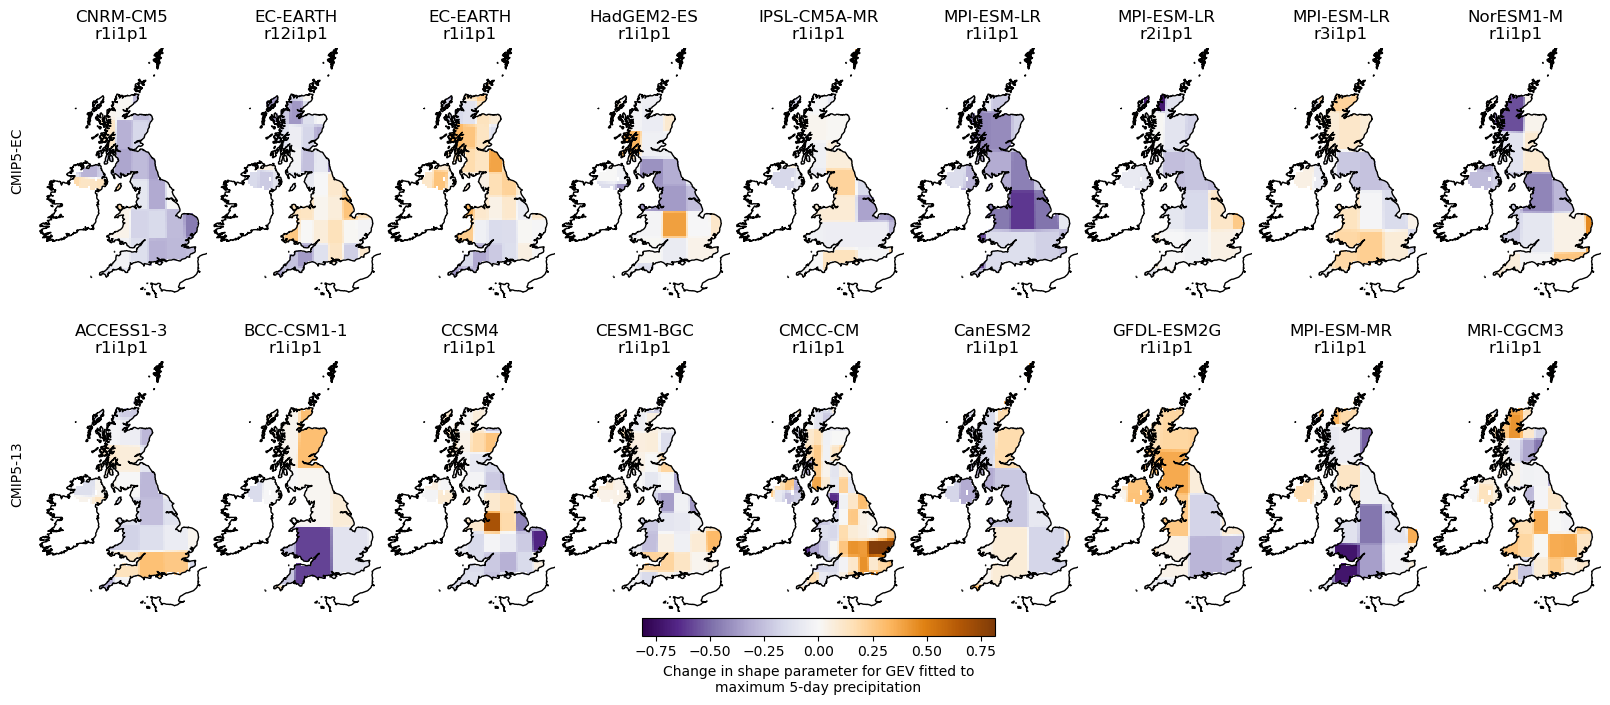 CNRM-CM5 EC-EARTH EC-EARTH HadGEM2-ES IPSL-CM5A-MR MPI-ESM-LR MPI-ESM-LR MPI-ESM-LR NorESM1-M
r1i1p1 r12i1p1 r1i1p1 r1i1p1 r1i1p1 r1i1p1 r2i1p1 r3i1p1 r1i1p1
CMIP5-EC
ACCESS1-3 BCC-CSM1-1 CCSM4 CESM1-BGC CMCC-CM CanESM2 GFDL-ESM2G MPI-ESM-MR MRI-CGCM3
r1i1p1 r1i1p1 r1i1p1 r1i1p1 r1i1p1 r1i1p1 r1i1p1 r1i1p1 r1i1p1
CMIP5-13
−0.75 −0.50 −0.25 0.00 0.25 0.50 0.75
Change in shape parameter for GEV fitted to
maximum 5-day precipitation